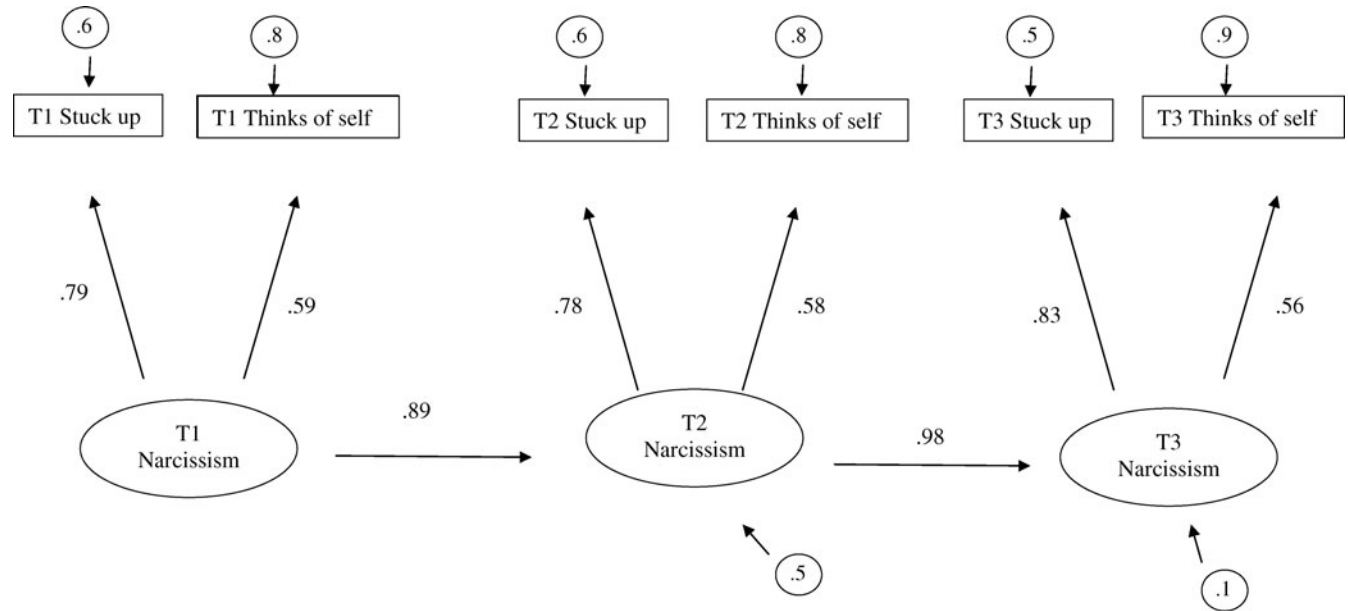 .6
.8
.6
.8
.5
.9
T1 Stuck up
T1 Thinks of self
T2 Stuck up
T2 Thinks of self
T3 Stuck up
T3 Thinks of self
.79
.59
.78
.58
.83
.56
.89
.98
T1
Narcissism
T2
Narcissism
T3
Narcissism
.5
.1